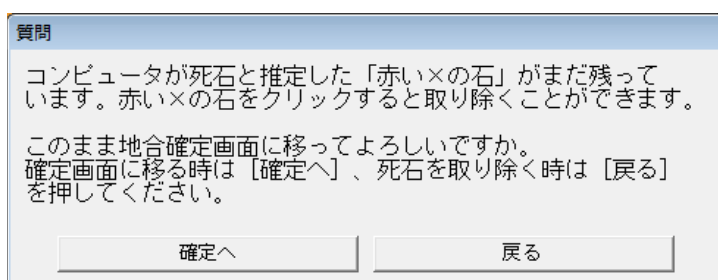 質問
コンピュータが死石と推定した「赤い×の石」がまだ残って
います。赤い×の石をクリックすると取り除くことができます。
このまま地合確定画面に移ってよろしいですか。
確定画面に移る時は［確定へ］、死石を取り除く時は［戻る］
を押してください。
確定へ
戻る